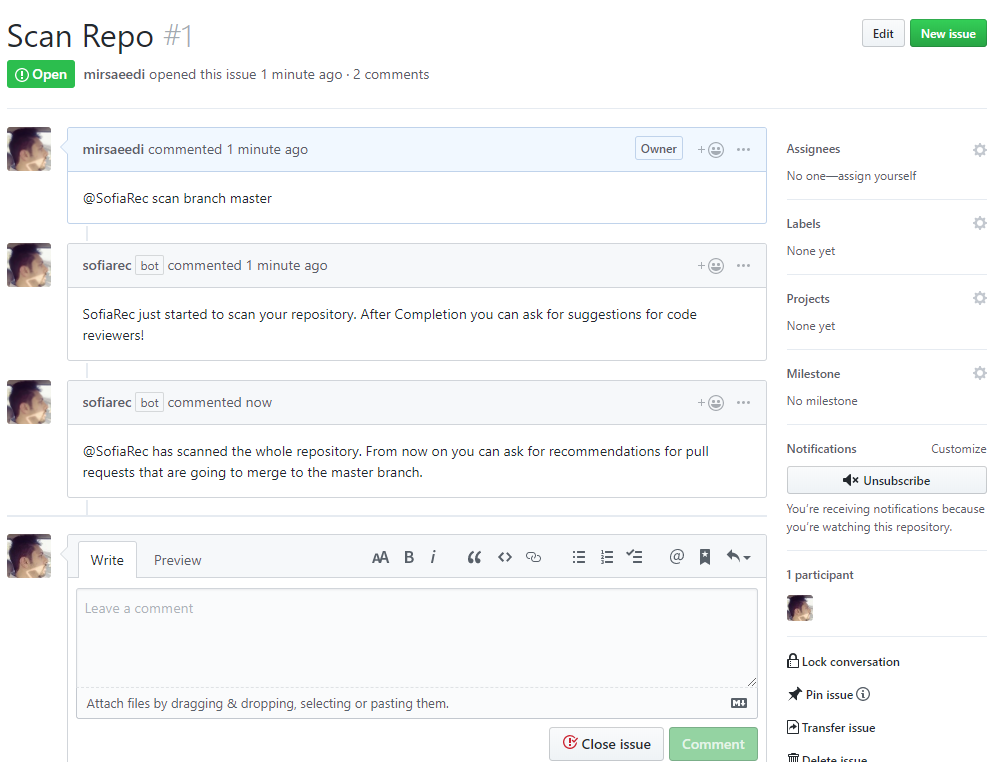 Scan Repo #1
Edit
New issue
Open
mirsaeedi opened this issue 1 minute ago · 2 comments
mirsaeedi commented 1 minute ago
Owner
@SofiaRec scan branch master
sofiarec bot commented 1 minute ago
SofiaRec just started to scan your repository. After Completion you can ask for suggestions for code
reviewers!
sofiarec bot commented now
@SofiaRec has scanned the whole repository. From now on you can ask for recommendations for pull
requests that are going to merge to the master branch.
Write
Preview
AA B i
Leave a comment
Attach files by dragging & dropping, selecting or pasting them.
Close issue
Comment
Assignees
No one—assign yourself
Labels
None yet
Projects
None yet
Milestone
No milestone
Notifications
Customize
Unsubscribe
You're receiving notifications because
you're watching this repository.
1 participant
Lock conversation
Pin issue
Transfer issue
Delete issue